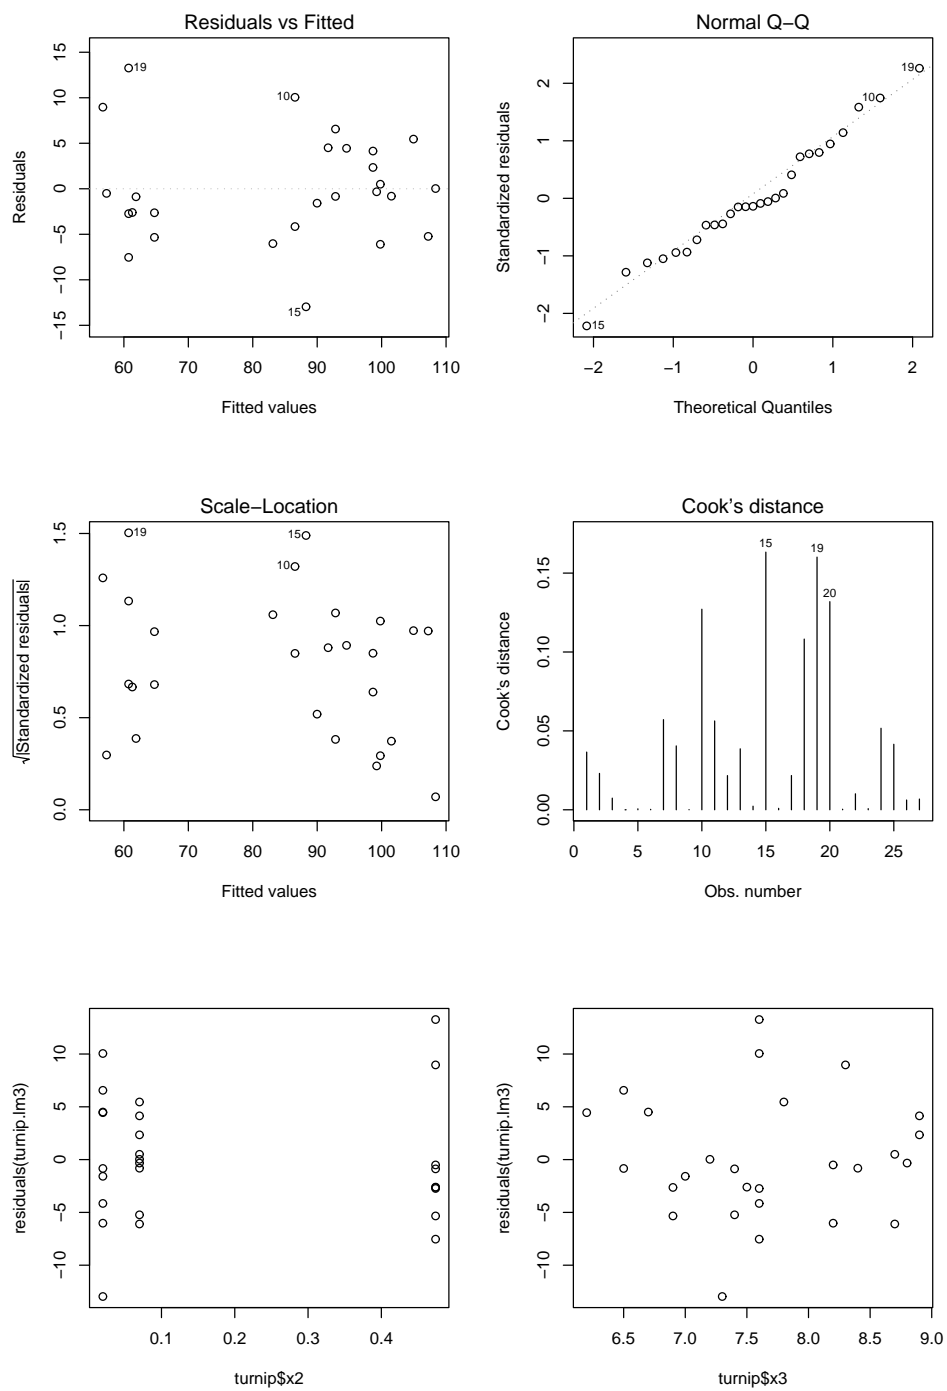 Residuals vs Fitted
15
10
5
0
−5
−10
−15
19
10
15
60 70 80 90 100 110
Residuals
Fitted values
Normal Q−Q
2
1
0
−1
−2
19
10
15
−2 −1 0 1 2
Standardized residuals
Theoretical Quantiles
Scale−Location
1.5
1.0
0.5
0.0
19
15
10
60 70 80 90 100 110
√|Standardized residuals|
Fitted values
Cook's distance
0.15
0.10
0.05
0.00
15
19
20
0 5 10 15 20 25
Cook's distance
Obs. number
10
5
0
−5
−10
0.1 0.2 0.3 0.4
residuals(turnip.lm3)
turnip$x2
10
5
0
−5
−10
6.5 7.0 7.5 8.0 8.5 9.0
residuals(turnip.lm3)
turnip$x3